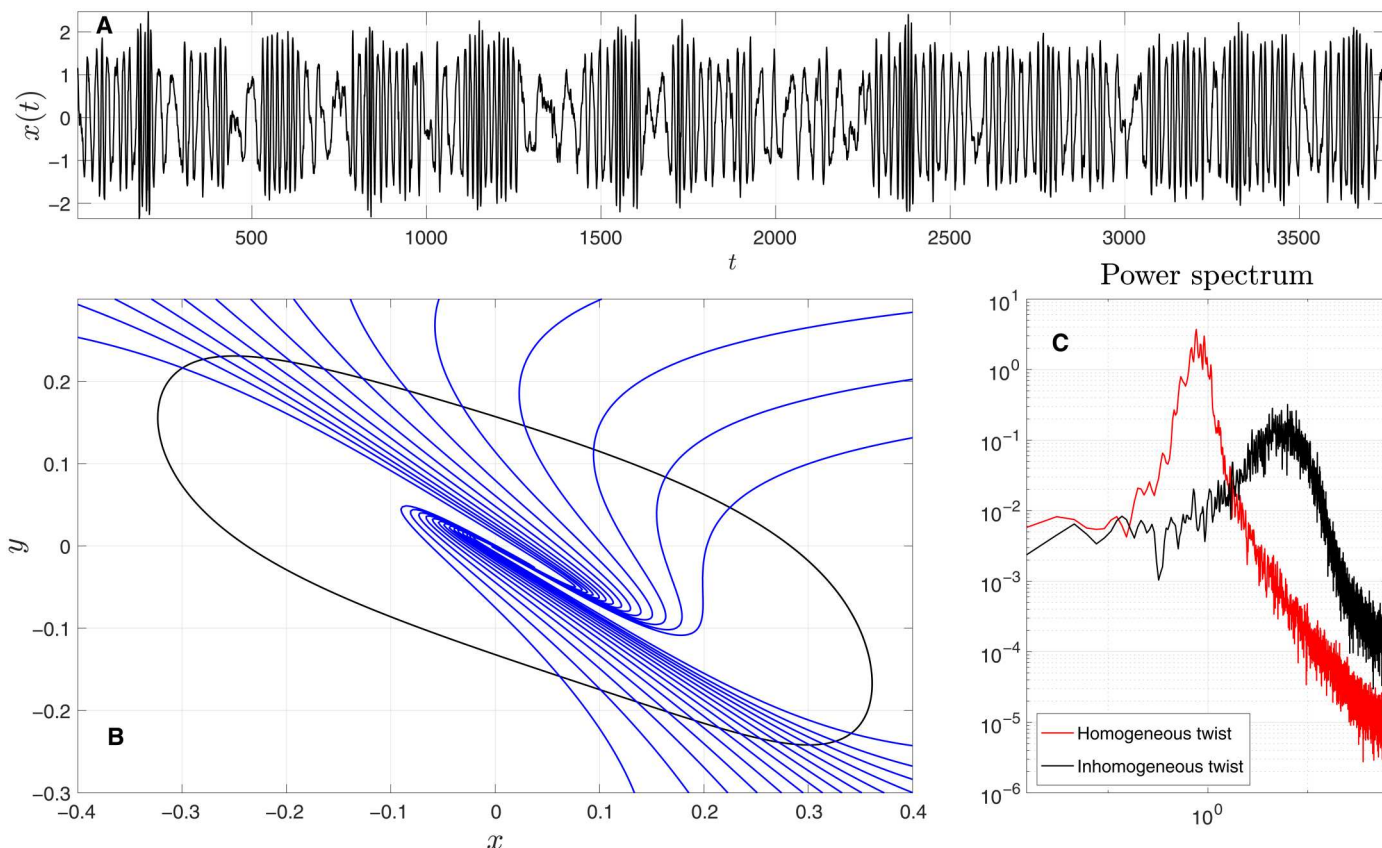 A
2
1
0
−1
−2
x(t)
500 1000 1500 2000 2500 3000 3500
t
Power spectrum
B
0.2
0.1
0
−0.1
−0.2
−0.3
y
−0.4 −0.3 −0.2 −0.1 0 0.1 0.2 0.3 0.4
x
C
10^1
10^0
10^−1
10^−2
10^−3
10^−4
10^−5
10^−6
Homogeneous twist
Inhomogeneous twist
10^0